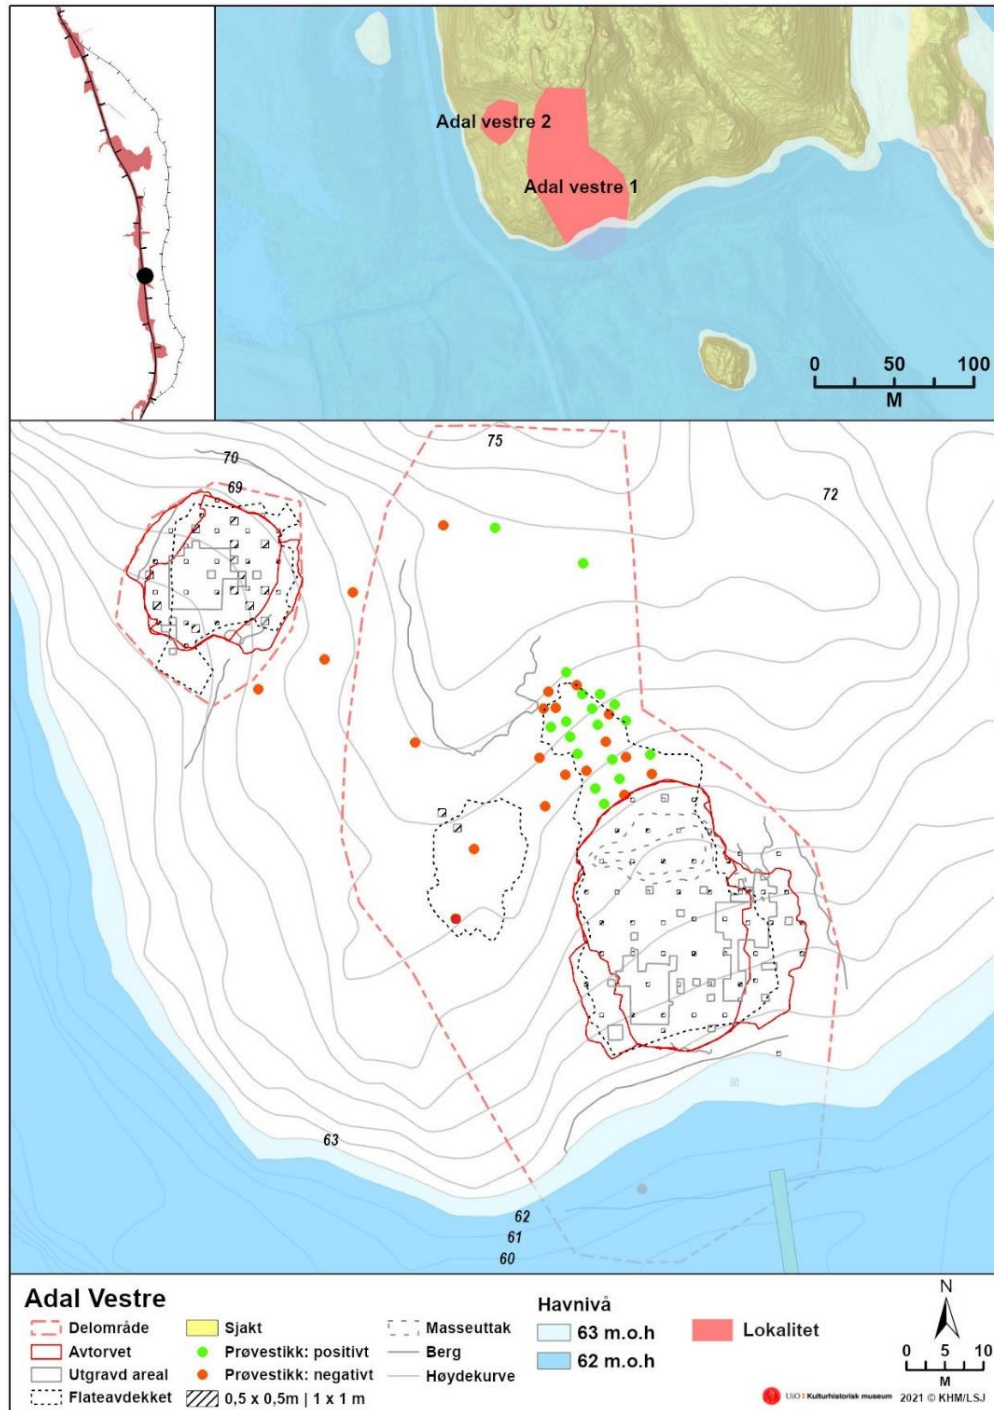 Adal vestre 2
Adal vestre 1
0 50 100
M
75
70
69
72
63
62
61
60
Adal Vestre
Delområde
Avtorvet
Utgravd areal
Flateavdekket
Sjakt
Prøvestikk: positivt
Prøvestikk: negativt
0,5 x 0,5m | 1 x 1 m
Masseuttak
Berg
Høydekurve
Havnivå
63 m.o.h
62 m.o.h
Lokalitet
N
0 5 10
M
UiO Kulturhistorisk museum
2021 © KHM/LSJ